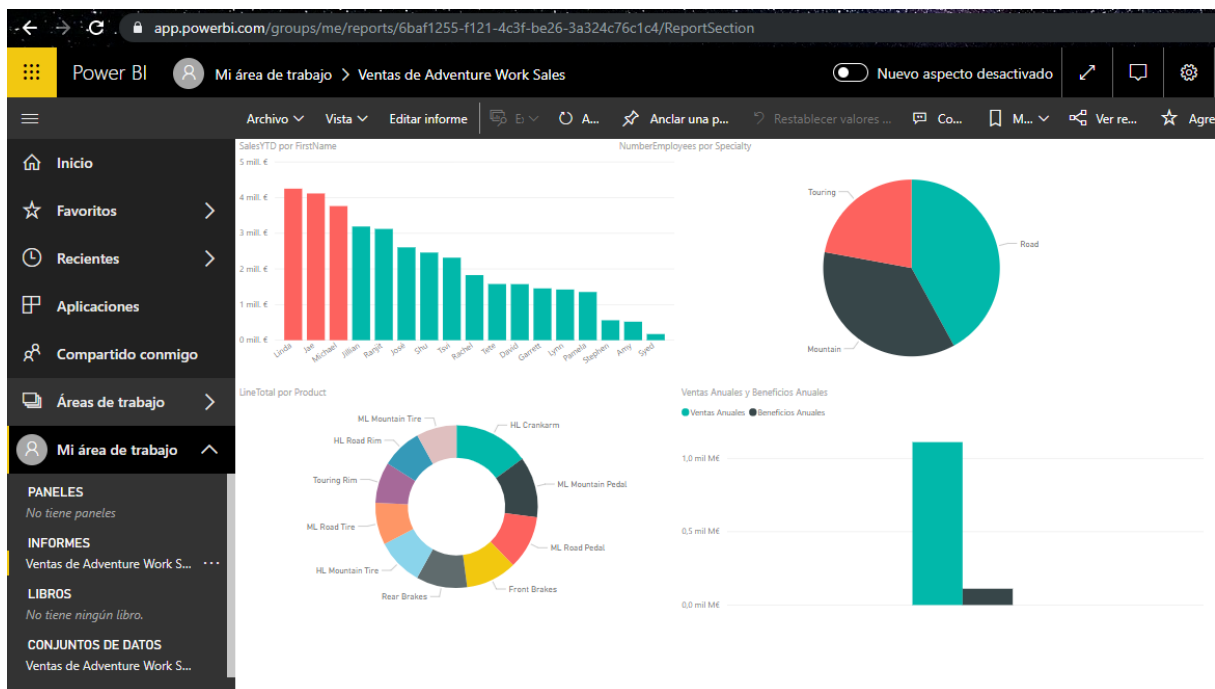 app.powerbi.com/groups/me/reports/6baf1255-f121-4c3f-be26-3a324c76c1c4/ReportSection
Power BI Mi área de trabajo > Ventas de Adventure Work Sales Nuevo aspecto desactivado
Archivo Vista Editar informe E A... Anclar una p... Restablecer valores ... Co... M... Ver re... Agre
Inicio
Favoritos
Recientes
Aplicaciones
Compartido conmigo
Áreas de trabajo
Mi área de trabajo
PANELES
No tiene paneles
INFORMES
Ventas de Adventure Work S... ...
LIBROS
No tiene ningún libro.
CONJUNTOS DE DATOS
Ventas de Adventure Work S...
SalesYTD por FirstName
5 mill. €
4 mill. €
3 mill. €
2 mill. €
1 mill. €
0 mill. €
Linda Jae Michael Jillian Ranjit José Shu Tsvi Rachel Tete David Garrett Lynn Pamela Stephen Amy Syed
NumberEmployees por Specialty
Touring
Road
Mountain
LineTotal por Product
ML Mountain Tire
HL Crankarm
HL Road Rim
Touring Rim
ML Mountain Pedal
ML Road Tire
ML Road Pedal
HL Mountain Tire
Front Brakes
Rear Brakes
Ventas Anuales y Beneficios Anuales
Ventas Anuales Beneficios Anuales
1,0 mil M€
0,5 mil M€
0,0 mil M€